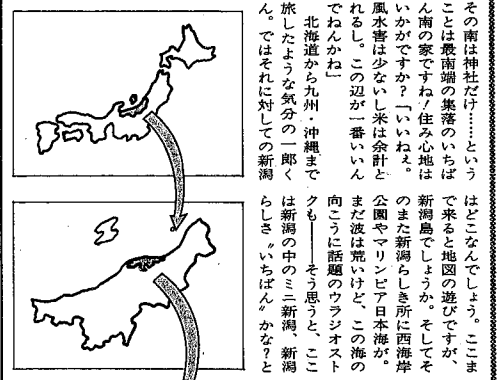 その南は神社だけ……という
ことは最南端の集落のいちば
ん南の家ですね！住み心地は
いかがですか？「いいねぇ。
風水害は少ないし米は余計と
れるし。この辺が一番いいん
でねんかね」
　北海道から九州・沖縄まで
旅したような気分の一郎く
ん。ではそれに対しての新潟
はどこなんでしょう。ここま
で来ると地図の遊びですが、
新潟島でしょうか。そしてそ
のまた新潟らしき所に西海岸
公園やマリンピア日本海が。
まだ波は荒いけど、この海の
向こうに話題のウラジオスト
クも――そう思うと、ここ
は新潟の中のミニ新潟、新潟
らしさ〝いちばん〟かな？と